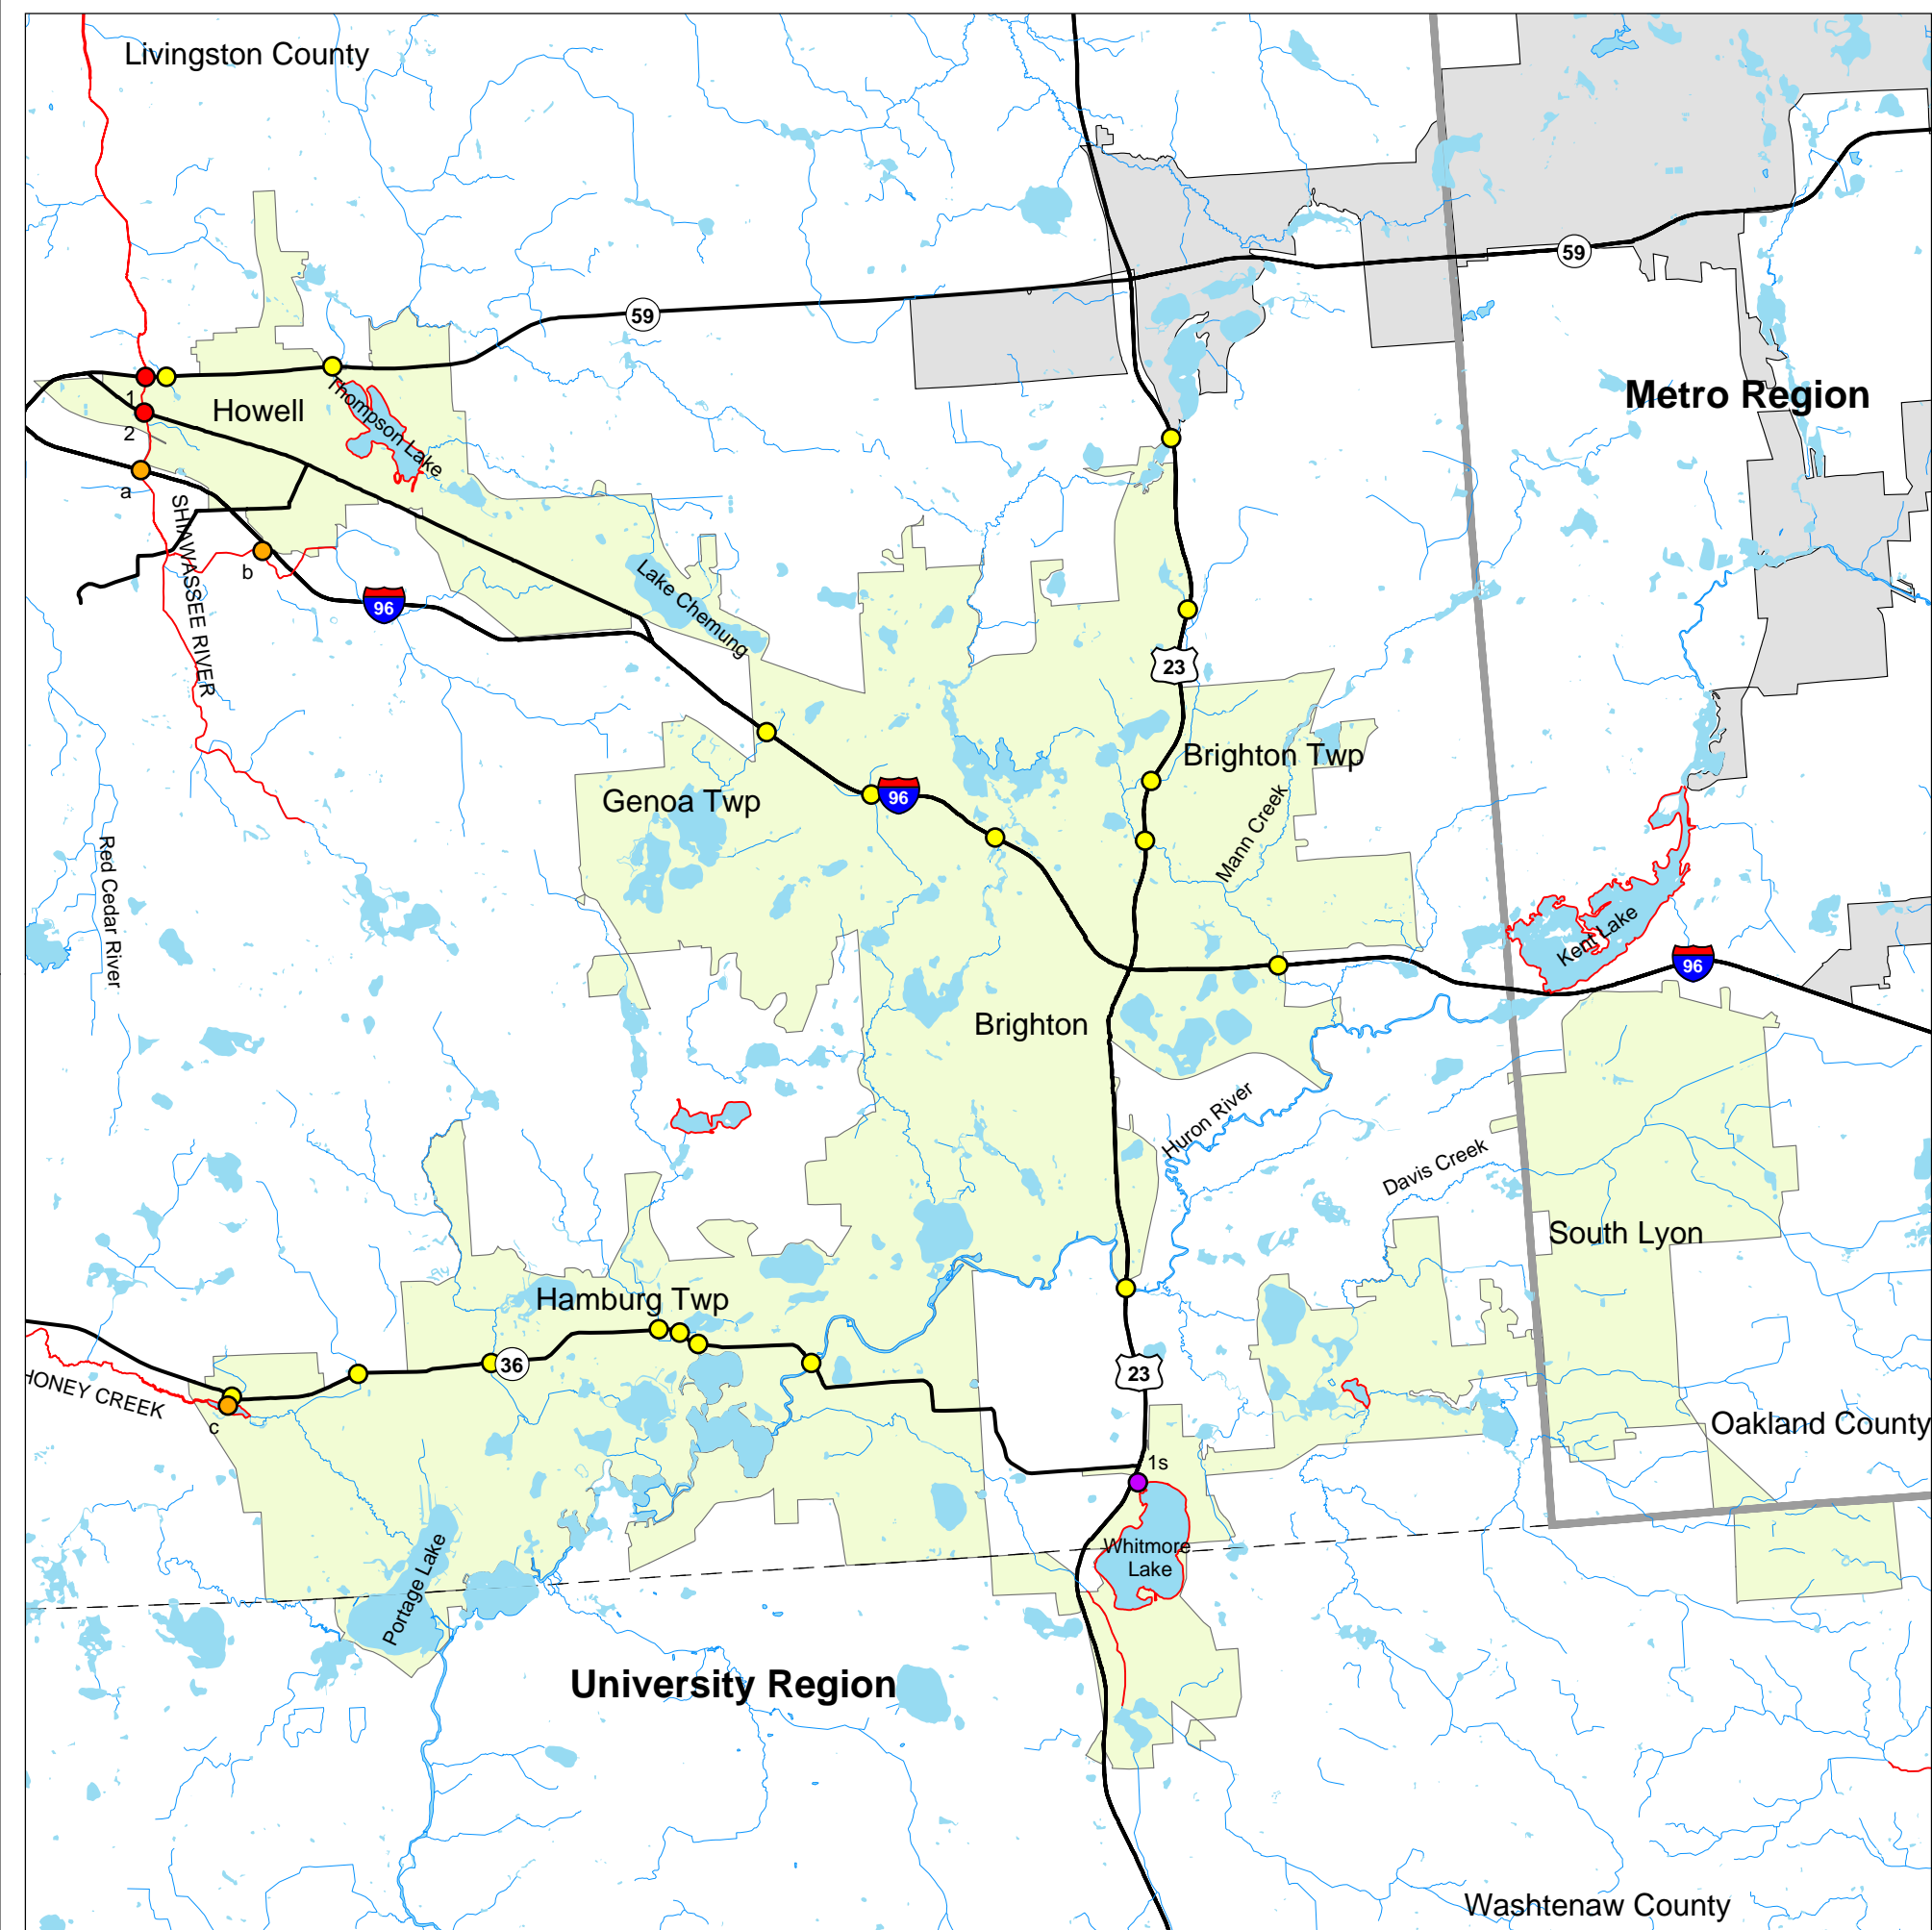 Livingston County
59
59
Metro Region
1
Howell
Thompson Lake
2
a
SHIAWASSEE RIVER
b
96
Lake Chemung
23
Brighton Twp
Genoa Twp
96
Mann Creek
Red Cedar River
Kent Lake
96
Brighton
Huron River
Davis Creek
South Lyon
Hamburg Twp
36
23
HONEY CREEK
c
Oakland County
1s
Whitmore
Lake
Portage Lake
University Region
Washtenaw County